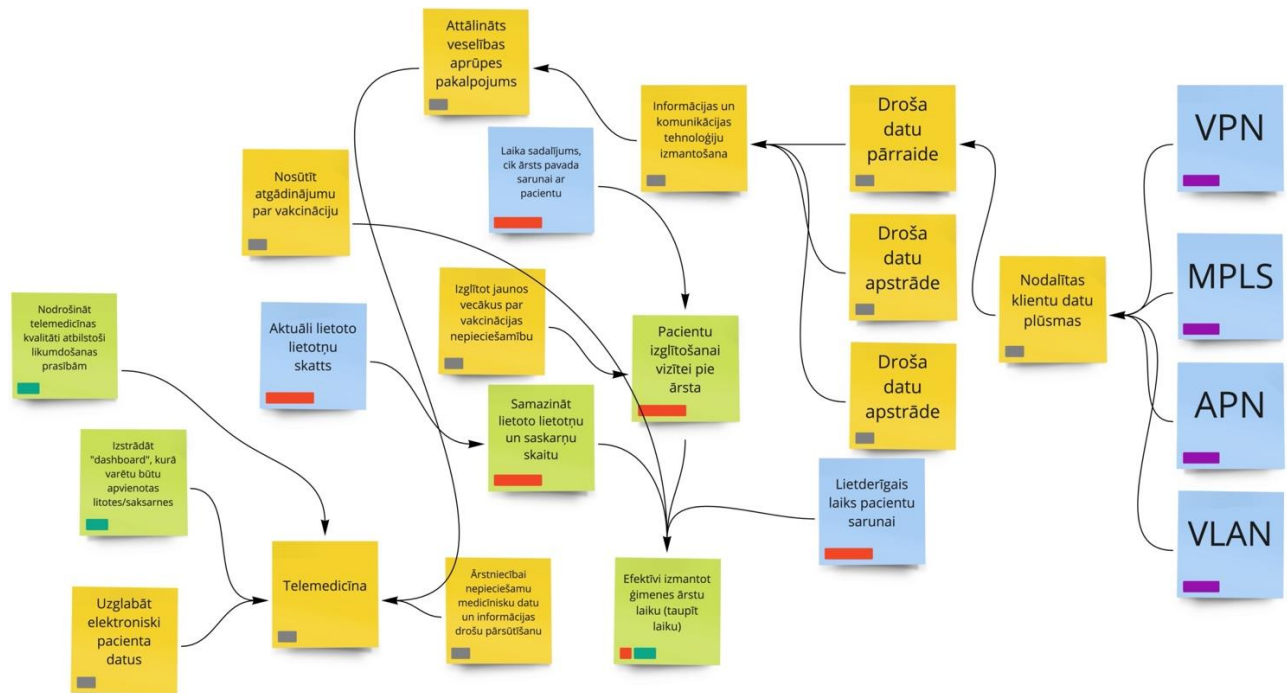 Attālināts
veselības
aprūpes
pakalpojums
Informācijas un
komunikācijas
tehnoloģiju
izmantošana
Droša
datu
pārraide
VPN
Laika sadalījums,
cik ārsts pavada
sarunai ar
pacientu
Nosūtīt
atgādinājumu
par vakcināciju
Droša
datu
apstrāde
MPLS
Nodalītas
klientu datu
plūsmas
Izglītot jaunos
vecākus par
vakcinācijas
nepieciešamību
Nodrošināt
telemedicīnas
kvalitāti atbilstoši
likumdošanas
prasībām
Aktuāli lietoto
lietotņu
skatts
Pacientu
izglītošanai
vizītei pie
ārsta
Droša
datu
apstrāde
APN
Samazināt
lietoto lietotņu
un saskarņu
skaitu
Izstrādāt
"dashboard", kurā
varētu būtu
apvienotas
litotes/saksarnes
Lietderīgais
laiks pacientu
sarunai
VLAN
Telemedicīna
Ārstniecībai
nepieciešamu
medicīnisku datu
un informācijas
drošu pārsūtīšanu
Efektīvi izmantot
ģimenes ārstu
laiku (taupīt
laiku)
Uzglabāt
elektroniski
pacienta
datus